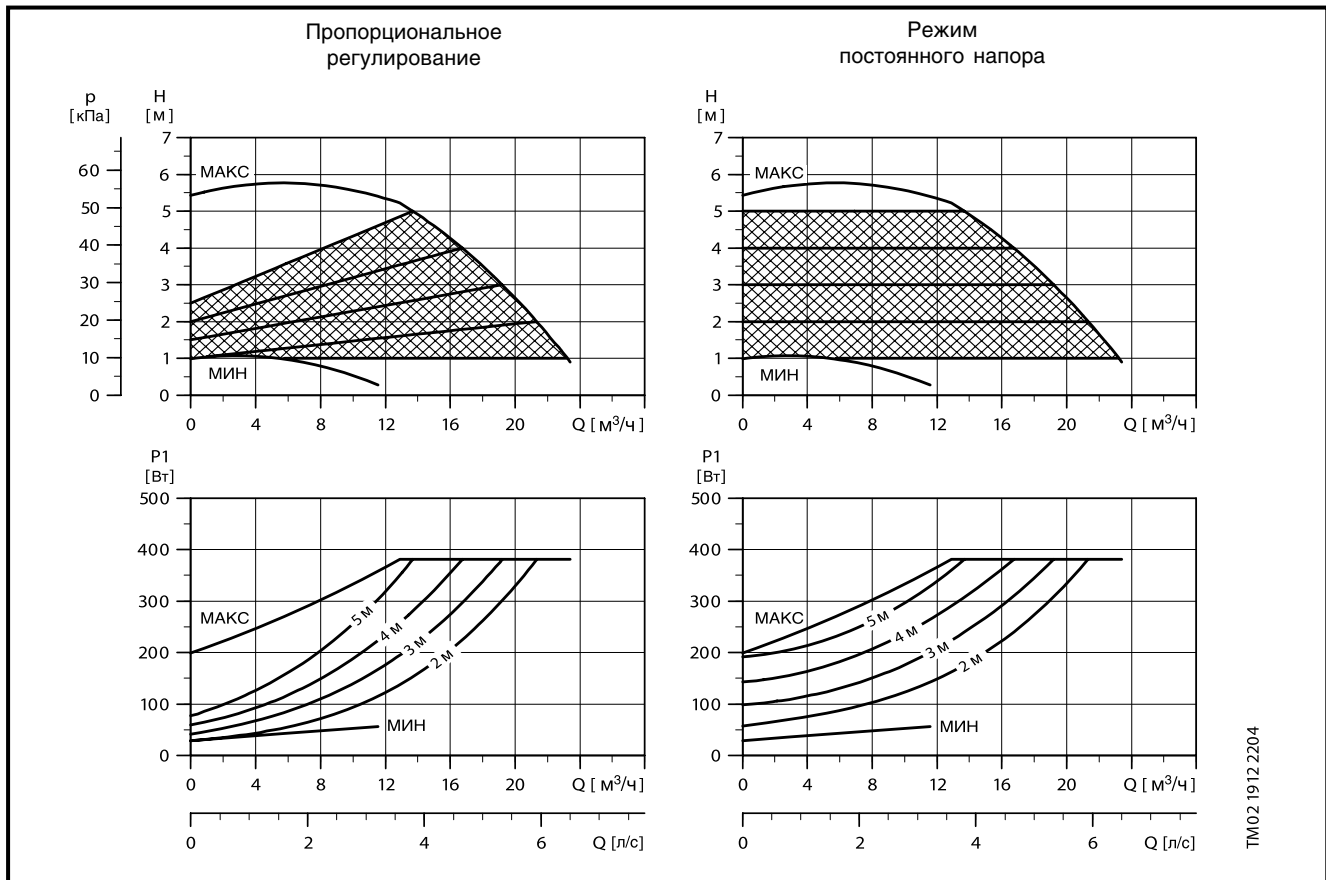 Пропорциональное
регулирование
Режим
постоянного напора
p
[кПа]
H
[м]
7
6
5
4
3
2
1
0
60
50
40
30
20
10
0
МАКС
МИН
0 4 8 12 16 20 Q [м³/ч]
H
[м]
7
6
5
4
3
2
1
0
МАКС
МИН
0 4 8 12 16 20 Q [м³/ч]
P1
[Вт]
500
400
300
200
100
0
МАКС
5 м
4 м
3 м
2 м
МИН
0 4 8 12 16 20 Q [м³/ч]
0 2 4 6 Q [л/с]
P1
[Вт]
500
400
300
200
100
0
МАКС
5 м
4 м
3 м
2 м
МИН
0 4 8 12 16 20 Q [м³/ч]
0 2 4 6 Q [л/с]
TM02 1912 2204